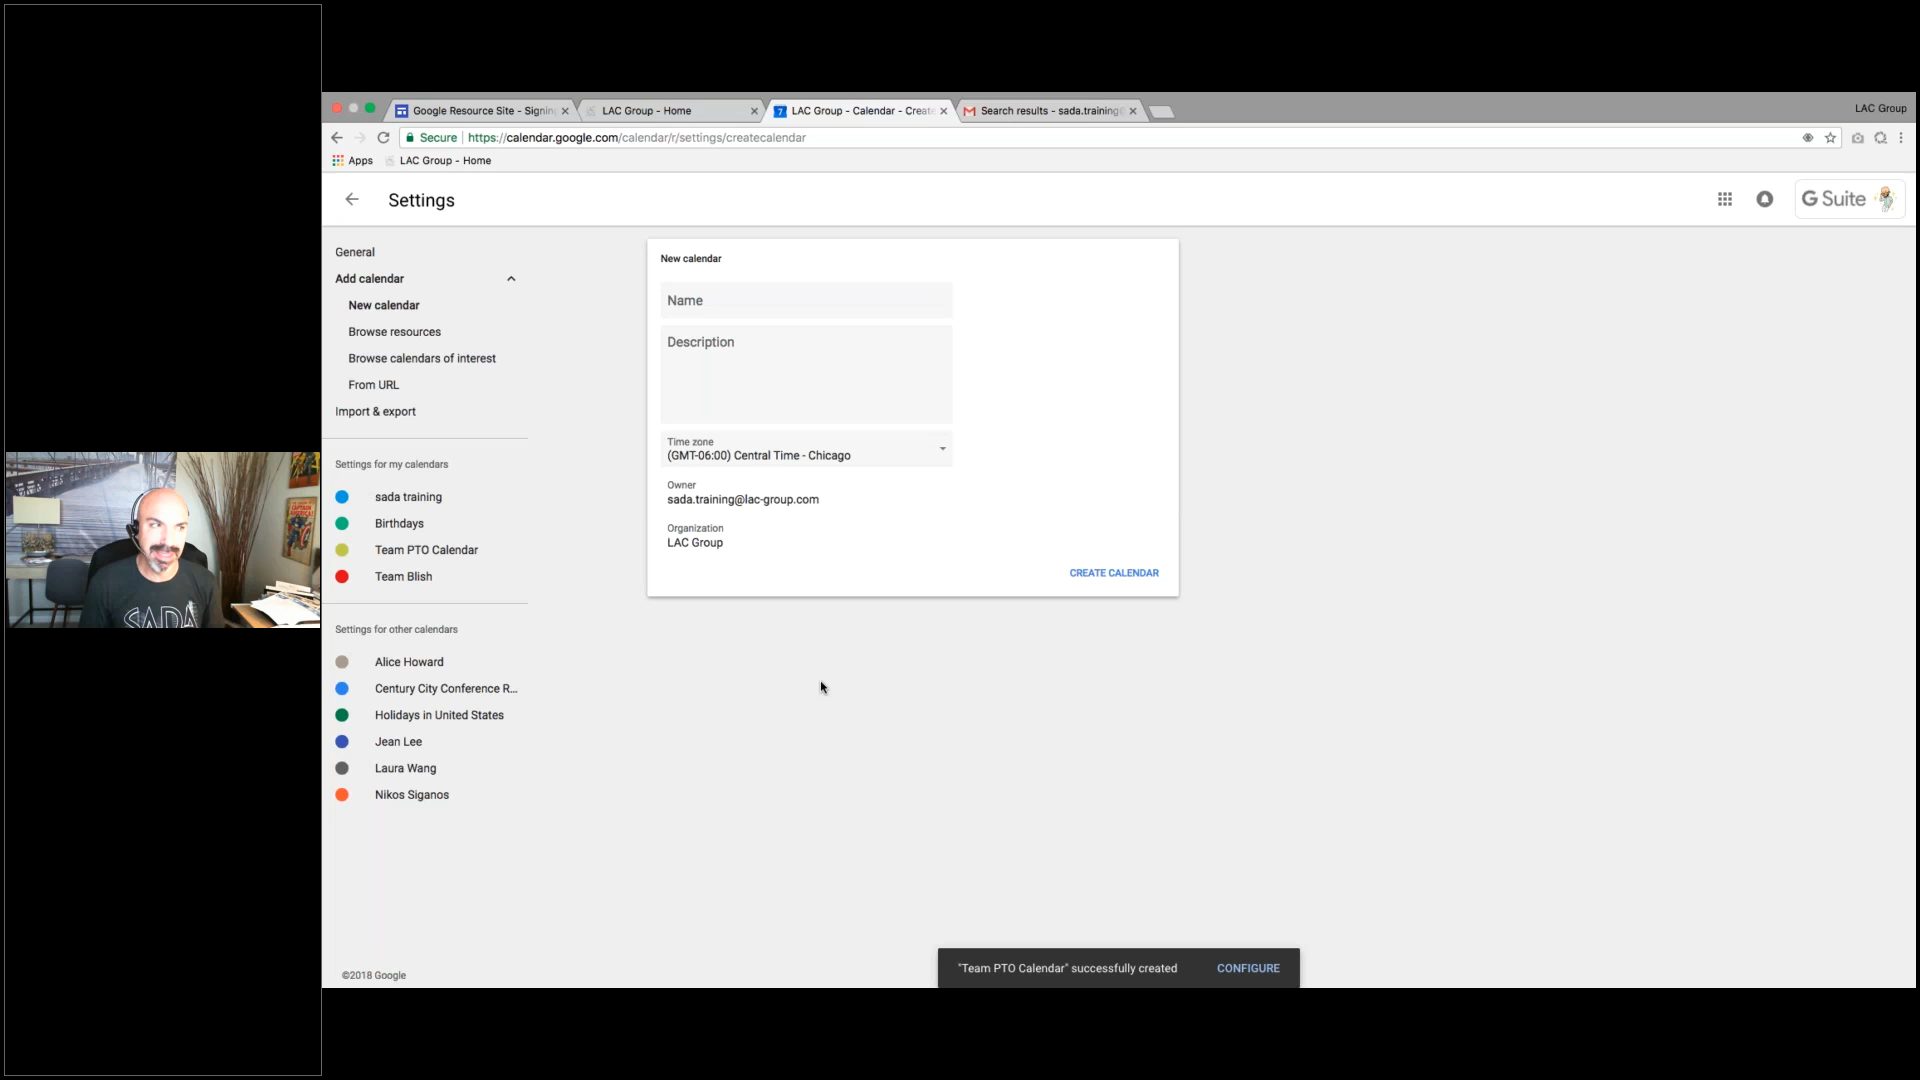 Google Resource Site - Signin
LAC Group - Home
7
LAC Group - Calendar - Create
Search results - sada.training@
LAC Group
Secure
https://calendar.google.com/calendar/r/settings/createcalendar
Apps
LAC Group - Home
Settings
G Suite
General
Add calendar
New calendar
Browse resources
Browse calendars of interest
From URL
Import & export
Settings for my calendars
sada training
Birthdays
Team PTO Calendar
Team Blish
Settings for other calendars
Alice Howard
Century City Conference R...
Holidays in United States
Jean Lee
Laura Wang
Nikos Siganos
©2018 Google
New calendar
Name
Description
Time zone
(GMT-06:00) Central Time - Chicago
Owner
sada.training@lac-group.com
Organization
LAC Group
CREATE CALENDAR
"Team PTO Calendar" successfully created
CONFIGURE
SADA